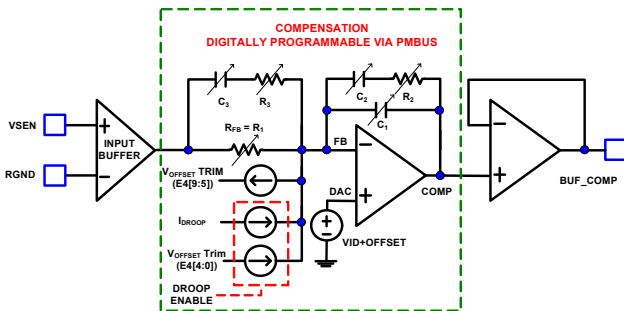 COMPENSATION
DIGITALLY PROGRAMMABLE VIA PMBUS
C3
R3
C2
R2
C1
VSEN
RGND
+
−
INPUT
BUFFER
RFB = R1
FB
−
+
DAC
COMP
VOFFSET TRIM
(E4[9:5])
IDROOP
VOFFSET Trim
(E4[4:0])
+
−
VID+OFFSET
DROOP
ENABLE
−
+
BUF_COMP